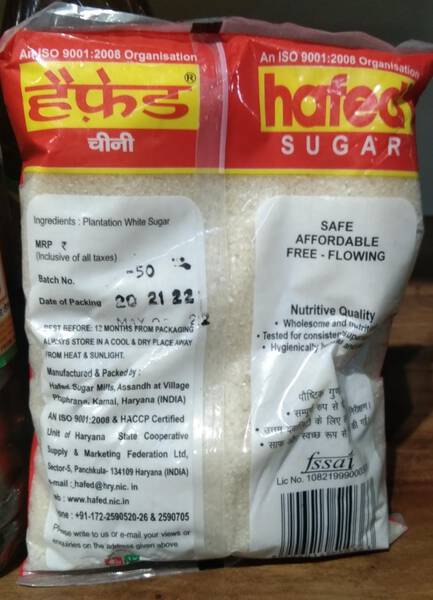 An ISO 9001:2008 Organisation
हैफ़ेड®
चीनी
Ingredients : Plantation White Sugar
MRP ₹
(Inclusive of all taxes)
-50
Batch No.
Date of Packing 20 21 22
BEST BEFORE: 12 MONTHS FROM PACKAGING
ALWAYS STORE IN A COOL & DRY PLACE AWAY
FROM HEAT & SUNLIGHT.
Manufactured & Packed by :
Hafed Sugar Mills, Assandh at Village
Karnal, Haryana (INDIA)
AN ISO 9001:2008 & HACCP Certified
Unit of Haryana State Cooperative
Supply & Marketing Federation Ltd,
Sector-5, Panchkula- 134109 Haryana (INDIA)
e-mail : hafed@hry.nic.in
: www.hafed.nic.in
Phone : +91-172-2590520-26 & 2590705
Please write to us or e-mail your views or
enquiries on the address given above
An ISO 9001:2008 Organisation
hafed
SUGAR
SAFE
AFFORDABLE
FREE - FLOWING
Nutritive Quality
• Wholesome and
• Tested for
• Hygienically
पौष्टिक
• रूप से
• के लिए
• स्वच्छ रूप से
fssai
Lic No.